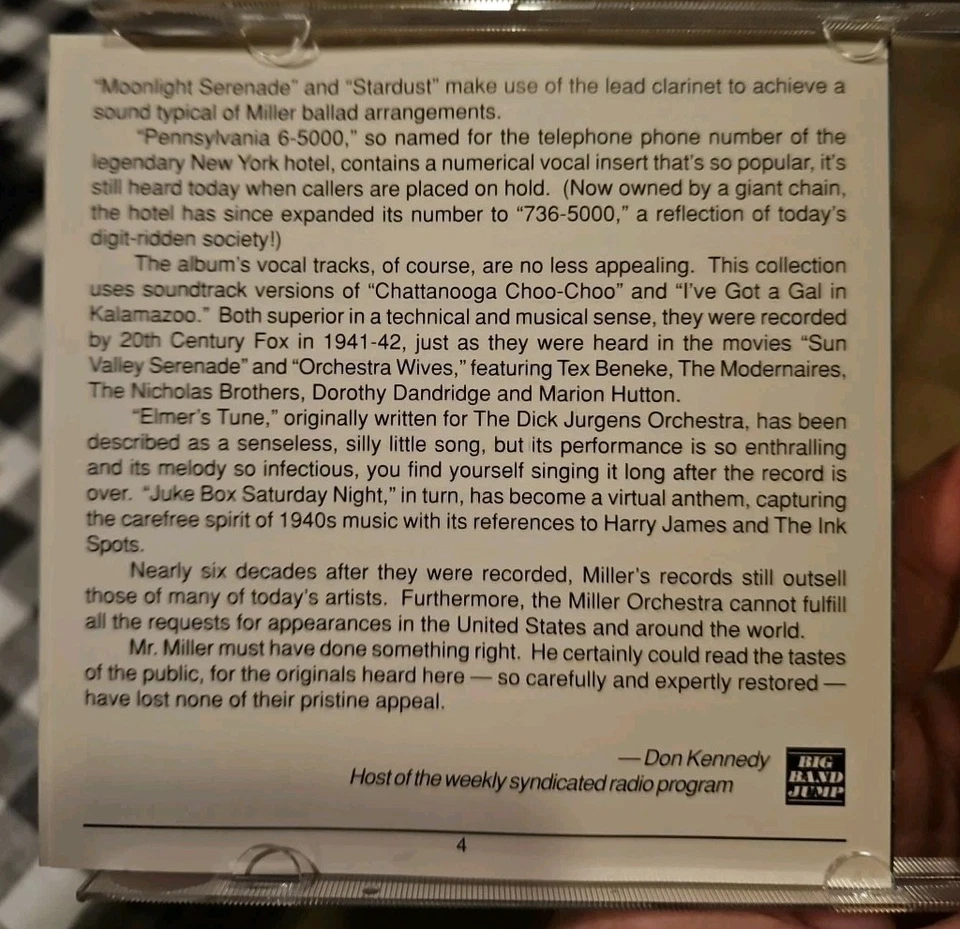 "Moonlight Serenade" and "Stardust" make use of the lead clarinet to achieve a
sound typical of Miller ballad arrangements.
"Pennsylvania 6-5000," so named for the telephone phone number of the
legendary New York hotel, contains a numerical vocal insert that's so popular, it's
still heard today when callers are placed on hold. (Now owned by a giant chain,
the hotel has since expanded its number to "736-5000," a reflection of today's
digit-ridden society!)
The album's vocal tracks, of course, are no less appealing. This collection
uses soundtrack versions of "Chattanooga Choo-Choo" and "I've Got a Gal in
Kalamazoo." Both superior in a technical and musical sense, they were recorded
by 20th Century Fox in 1941-42, just as they were heard in the movies "Sun
Valley Serenade" and "Orchestra Wives," featuring Tex Beneke, The Modernaires,
The Nicholas Brothers, Dorothy Dandridge and Marion Hutton.
"Elmer's Tune," originally written for The Dick Jurgens Orchestra, has been
described as a senseless, silly little song, but its performance is so enthralling
and its melody so infectious, you find yourself singing it long after the record is
over. "Juke Box Saturday Night," in turn, has become a virtual anthem, capturing
the carefree spirit of 1940s music with its references to Harry James and The Ink
Spots.
Nearly six decades after they were recorded, Miller's records still outsell
those of many of today's artists. Furthermore, the Miller Orchestra cannot fulfill
all the requests for appearances in the United States and around the world.
Mr. Miller must have done something right. He certainly could read the tastes
of the public, for the originals heard here — so carefully and expertly restored —
have lost none of their pristine appeal.
— Don Kennedy
Host of the weekly syndicated radio program
BIG
BAND
JUMP
4